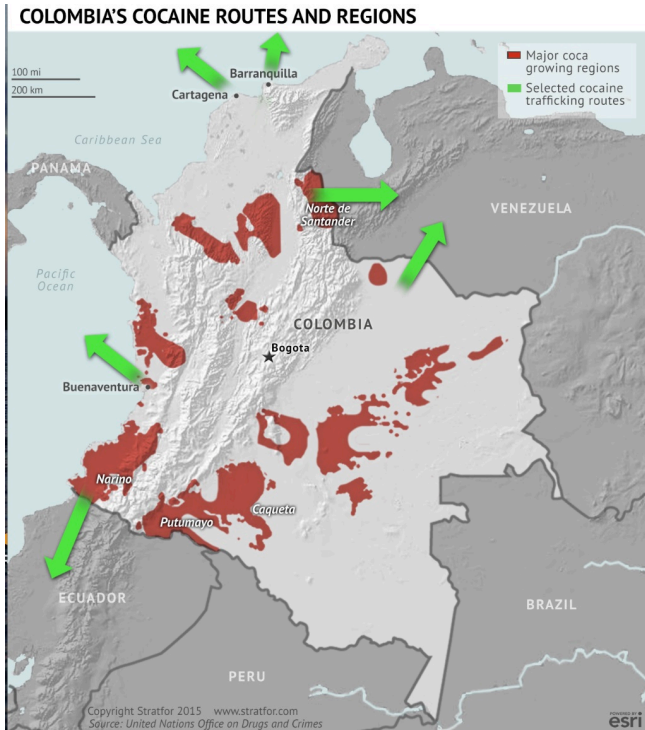 COLOMBIA'S COCAINE ROUTES AND REGIONS
100 mi
200 km
Barranquilla
Cartagena
Major coca
growing regions
Selected cocaine
trafficking routes
Caribbean Sea
PANAMA
VENEZUELA
Norte de
Santander
Pacific
Ocean
COLOMBIA
Bogota
Buenaventura
Narino
Putumayo
Caqueta
ECUADOR
BRAZIL
PERU
Copyright Stratfor 2015 www.stratfor.com
Source: United Nations Office on Drugs and Crimes
POWERED BY
esri